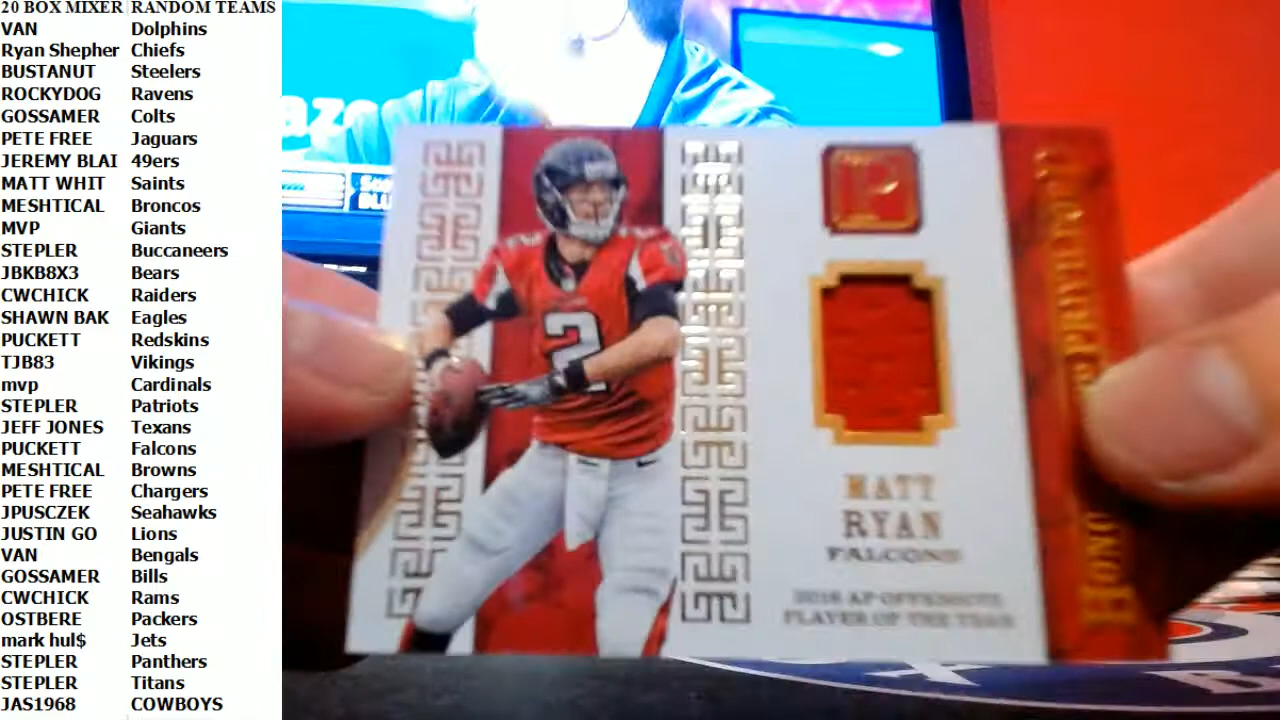 20 BOX MIXER RANDOM TEAMS
VAN Dolphins
Ryan Shepher Chiefs
BUSTANUT Steelers
ROCKYDOG Ravens
GOSSAMER Colts
PETE FREE Jaguars
JEREMY BLAI 49ers
MATT WHIT Saints
MESHTICAL Broncos
MVP Giants
STEPLER Buccaneers
JBKB8X3 Bears
CWCHICK Raiders
SHAWN BAK Eagles
PUCKETT Redskins
TJB83 Vikings
mvp Cardinals
STEPLER Patriots
JEFF JONES Texans
PUCKETT Falcons
MESHTICAL Browns
PETE FREE Chargers
JPUSCZEK Seahawks
JUSTIN GO Lions
VAN Bengals
GOSSAMER Bills
CWCHICK Rams
OSTBERE Packers
mark hul$ Jets
STEPLER Panthers
STEPLER Titans
JAS1968 COWBOYS
2
P
MATT
RYAN
FALCONS
2016 AP OFFENSIVE
PLAYER OF THE YEAR